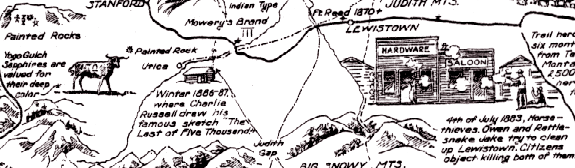 STANFORD
Indian Type
Mowery's Brand
Ft Reed 1870
JUDITH MTS.
LEWISTOWN
Painted Rocks
Painted Rock
Utica
Yogo Gulch
Sapphires are
valued for
their deep
color
Winter 1886-87,
where Charlie
Russell drew his
famous sketch "The
Last of Five Thousand"
Judith
Gap
HARDWARE
SALOON
Trail herd
six mont
from Te
Monta
2500
her
4th of July 1883, Horse-
thieves, Owen and Rattle-
snake Jake try to clean
up Lewistown. Citizens
object killing both of them
BIG SNOWY MTS.